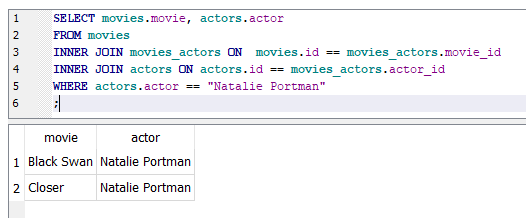 1 SELECT movies.movie, actors.actor
2 FROM movies
3 INNER JOIN movies_actors ON  movies.id == movies_actors.movie_id
4 INNER JOIN actors ON actors.id == movies_actors.actor_id
5 WHERE actors.actor == "Natalie Portman"
6 ;
movie actor
1 Black Swan Natalie Portman
2 Closer Natalie Portman